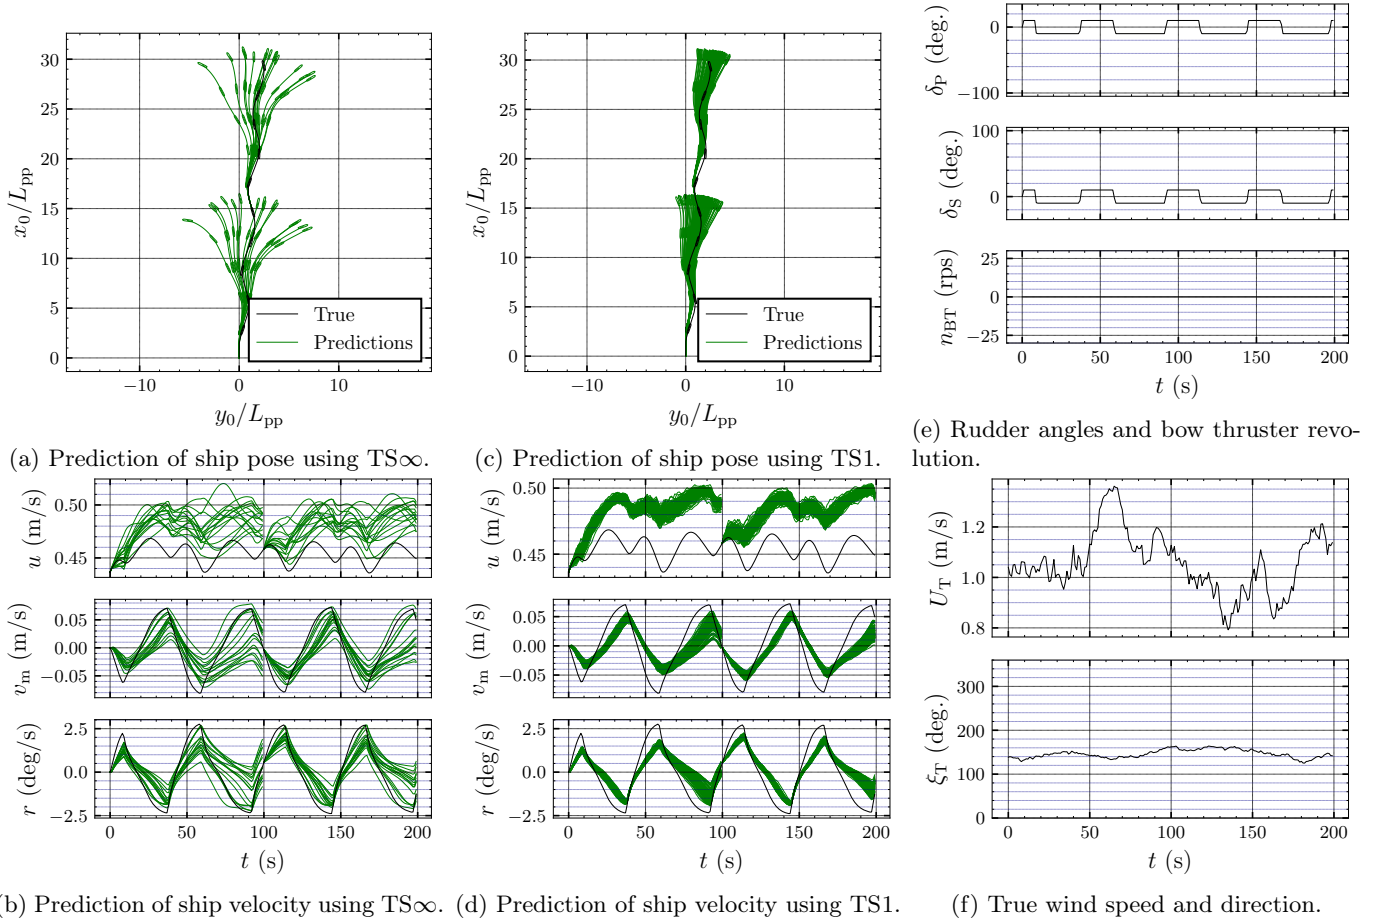 30
25
20
15
10
5
0
x₀/Lpp
−10
0
10
y₀/Lpp
True
Predictions
(a) Prediction of ship pose using TS∞.
30
25
20
15
10
5
0
x₀/Lpp
−10
0
10
y₀/Lpp
True
Predictions
(c) Prediction of ship pose using TS1.
0
−100
δP (deg.)
100
0
δS (deg.)
25
0
−25
nBT (rps)
0
50
100
150
200
t (s)
(e) Rudder angles and bow thruster revo-
lution.
0.50
0.45
u (m/s)
0.05
0.00
−0.05
vm (m/s)
2.5
0.0
−2.5
r (deg/s)
0
50
100
150
200
t (s)
(b) Prediction of ship velocity using TS∞.
0.50
0.45
u (m/s)
0.05
0.00
−0.05
vm (m/s)
2.5
0.0
−2.5
r (deg/s)
0
50
100
150
200
t (s)
(d) Prediction of ship velocity using TS1.
1.2
1.0
0.8
UT (m/s)
300
200
100
0
ξT (deg.)
0
50
100
150
200
t (s)
(f) True wind speed and direction.